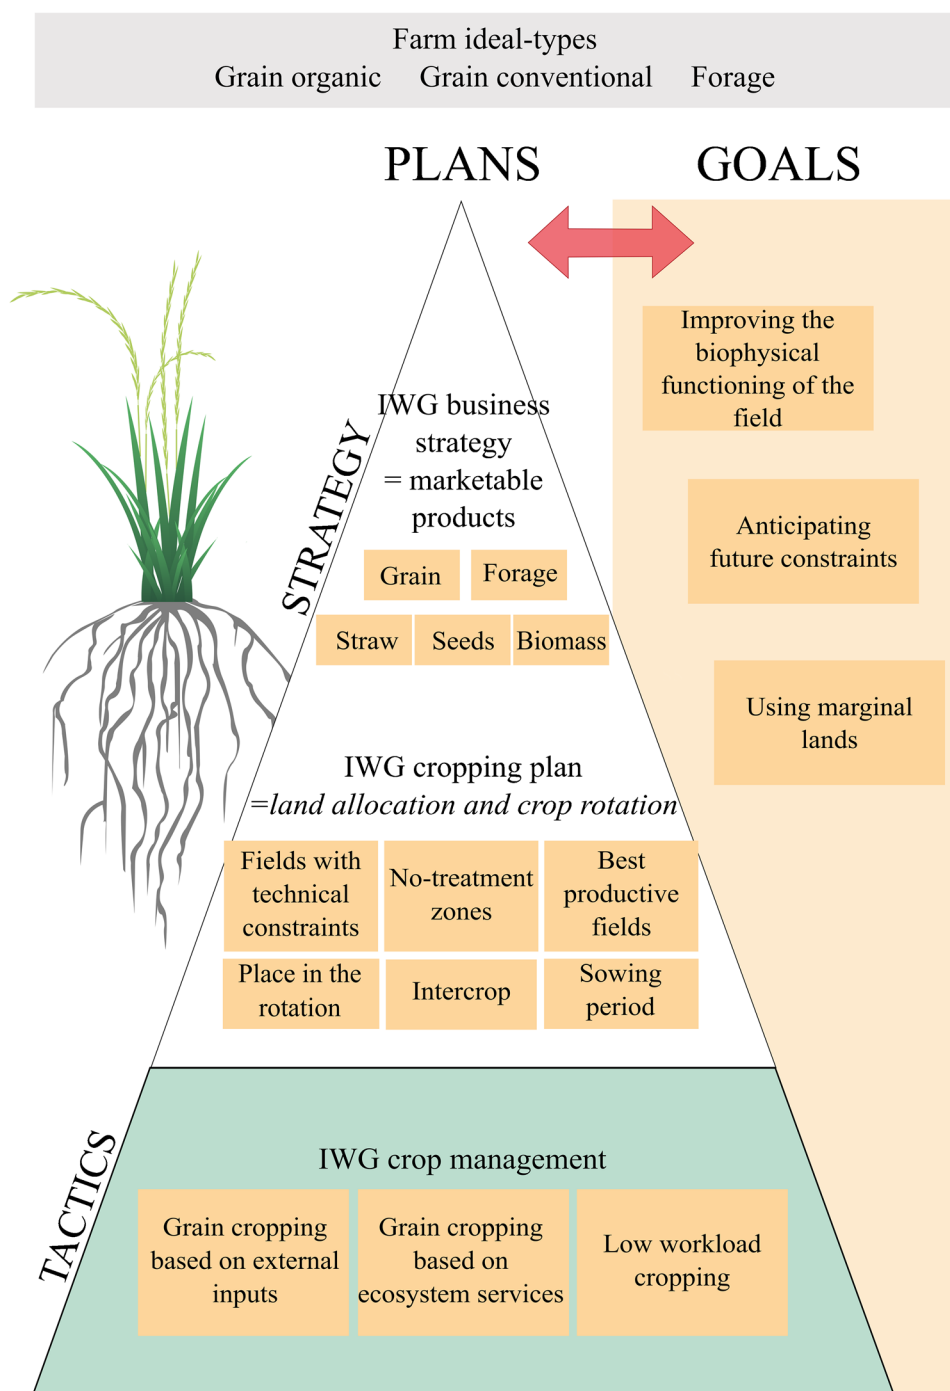 Farm ideal-types
Grain organic Grain conventional Forage
PLANS
GOALS
STRATEGY
IWG business
strategy
= marketable
products
Grain
Forage
Straw
Seeds
Biomass
IWG cropping plan
=land allocation and crop rotation
Fields with
technical
constraints
No-treatment
zones
Best
productive
fields
Place in the
rotation
Intercrop
Sowing
period
TACTICS
IWG crop management
Grain cropping
based on external
inputs
Grain cropping
based on
ecosystem services
Low workload
cropping
Improving the
biophysical
functioning of the
field
Anticipating
future constraints
Using marginal
lands